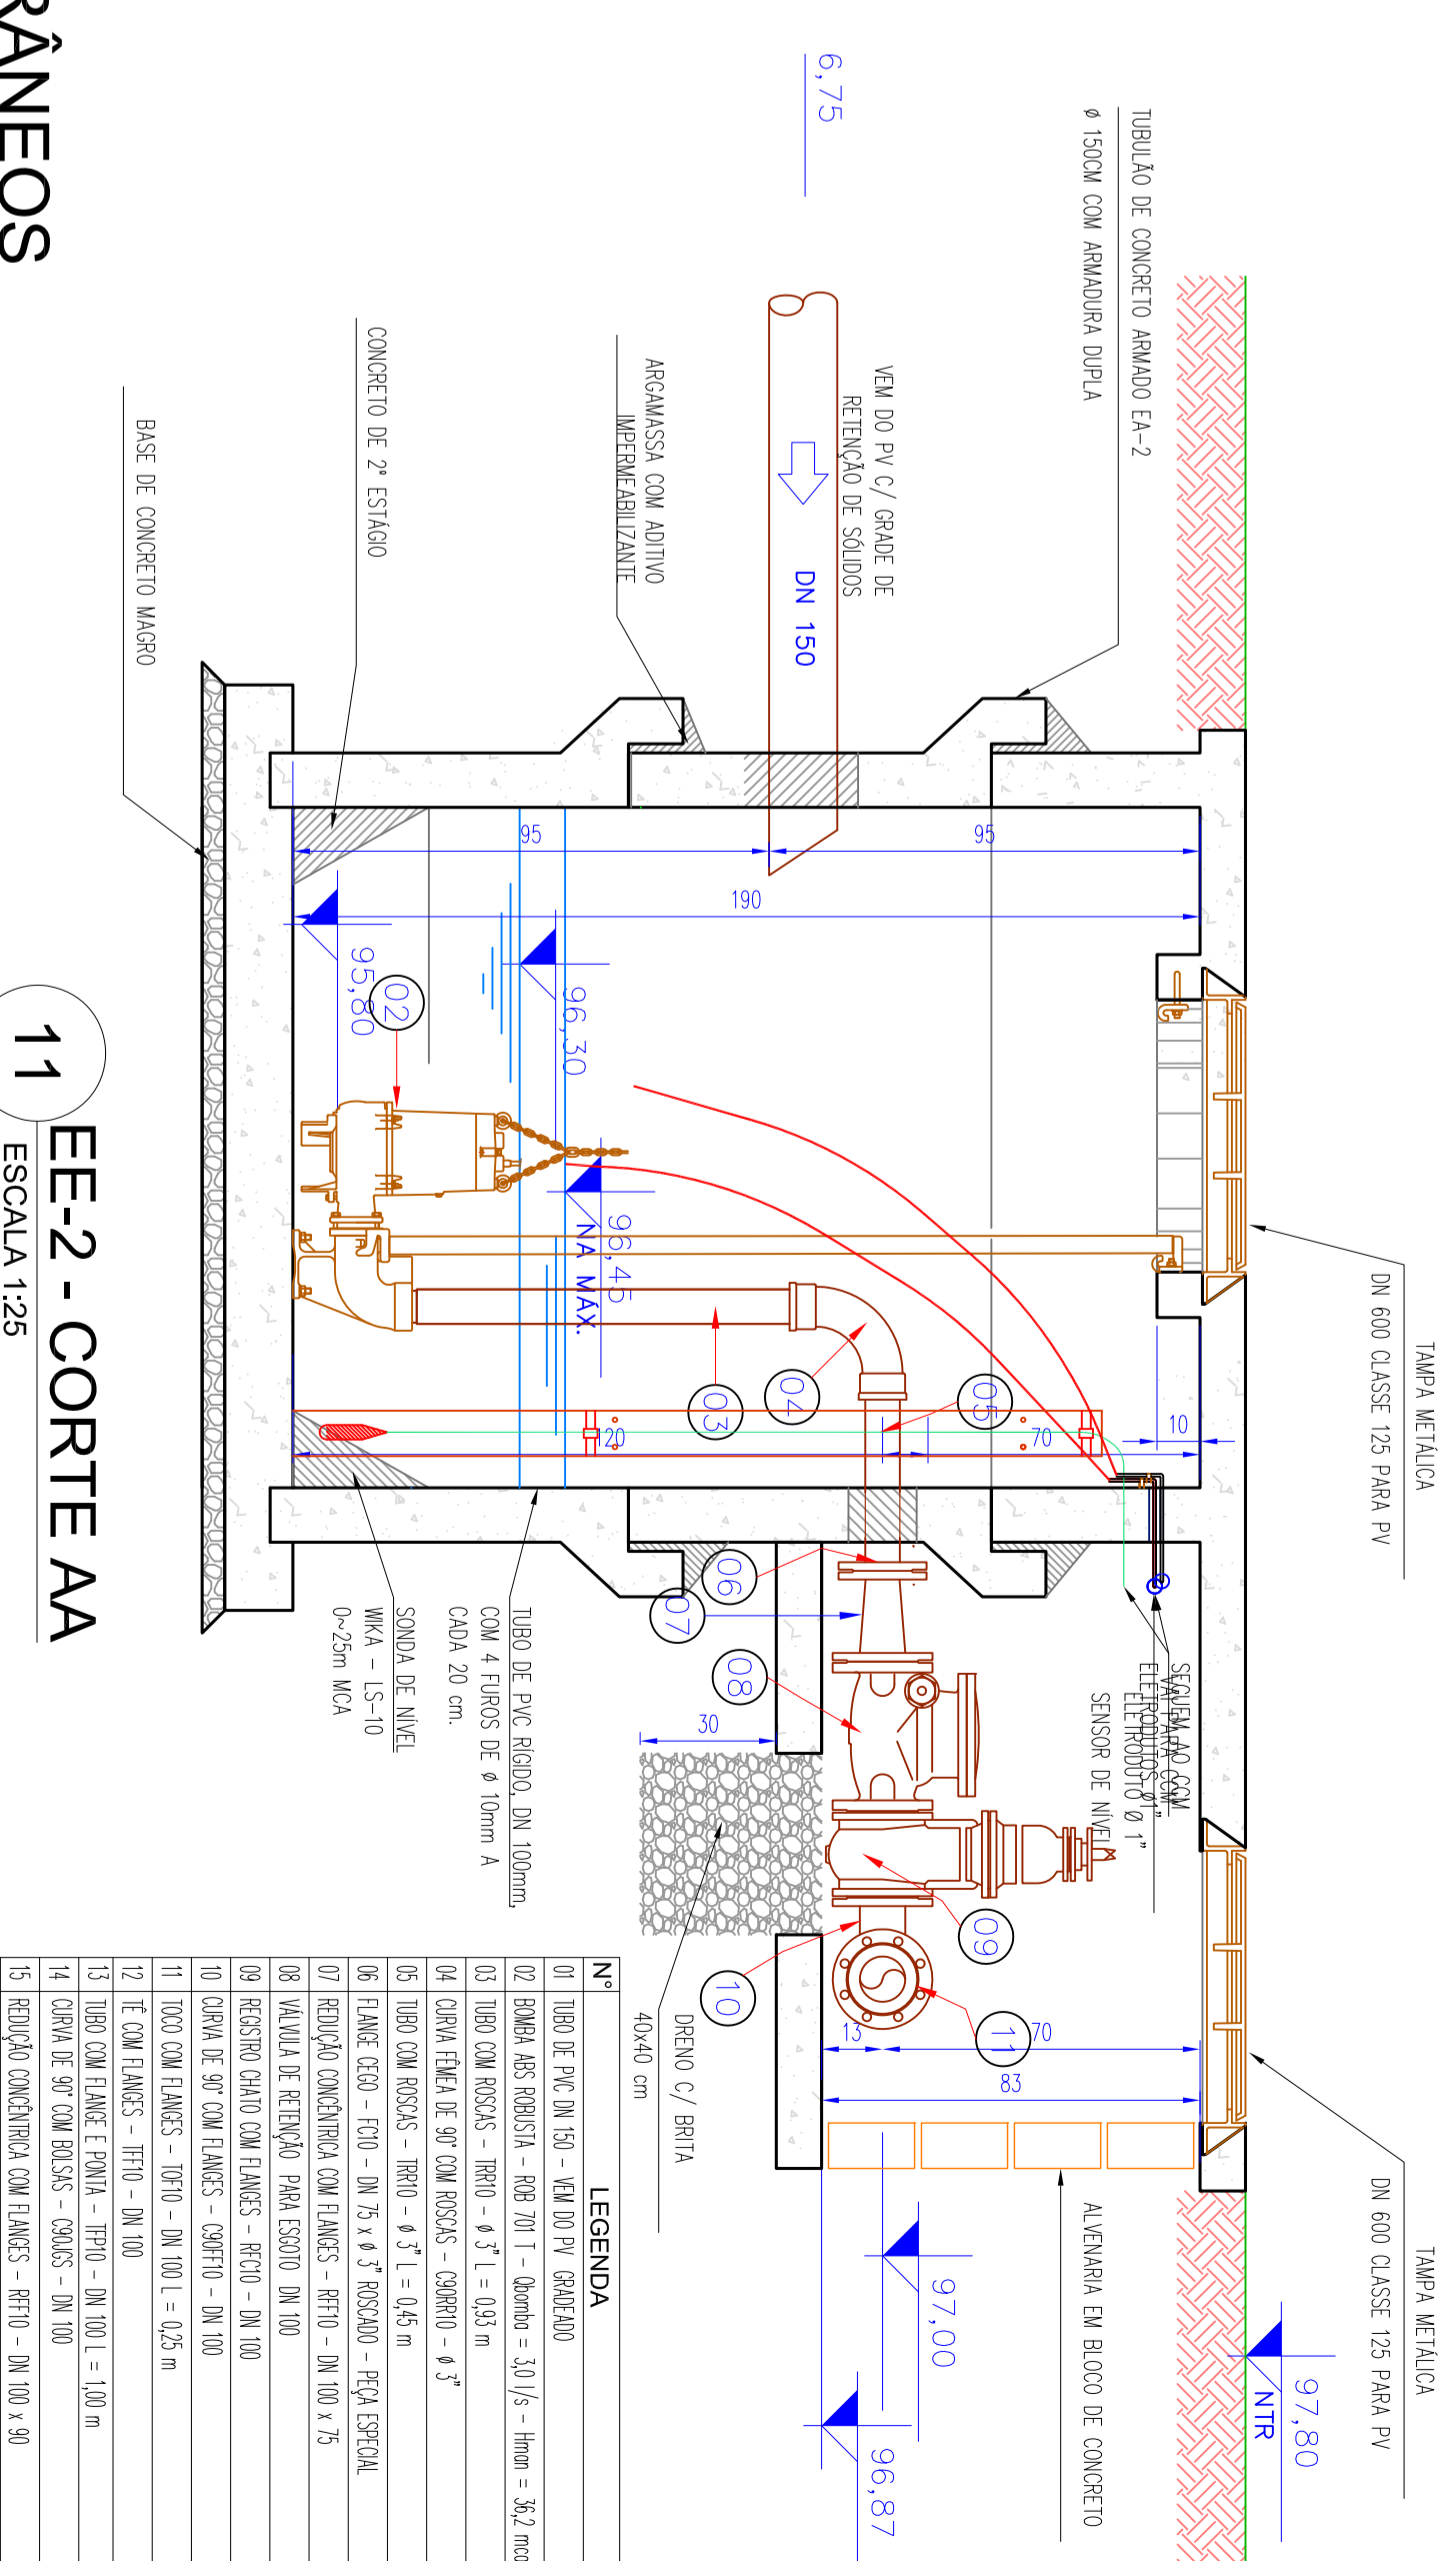 TAMPA METÁLICA
DN 600 CLASSE 125 PARA PV
TAMPA METÁLICA
DN 600 CLASSE 125 PARA PV
97,80
NTR
TUBULÃO DE CONCRETO ARMADO EA-2
Ø 150CM COM ARMADURA DUPLA
6,75
VEM DO PV C/ GRADE DE
RETENÇÃO DE SÓLIDOS
DN 150
ARGAMASSA COM ADITIVO
IMPERMEABILIZANTE
CONCRETO DE 2º ESTÁGIO
BASE DE CONCRETO MAGRO
95
95
190
10
70
120
95,80
96,30
96,45
NA MÁX.
02
03
04
05
06
07
08
09
10
11
SEGUEM AO CCM
ELETRODUTOS Ø1"
VAI PARA CCM
ELETRODUTO Ø 1"
SENSOR DE NÍVEL
30
13
70
83
97,00
96,87
ALVENARIA EM BLOCO DE CONCRETO
DRENO C/ BRITA
40x40 cm
TUBO DE PVC RÍGIDO, DN 100mm,
COM 4 FUROS DE Ø 10mm A
CADA 20 cm.
SONDA DE NÍVEL
WIKA - LS-10
0~25m MCA
LEGENDA
N°
01 TUBO DE PVC DN 150 - VEM DO PV GRADEADO
02 BOMBA ABS ROBUSTA - ROB 701 T - Qbomba = 3,0 l/s - Hman = 36,2 mca
03 TUBO COM ROSCAS - TRR10 - Ø 3" L = 0,93 m
04 CURVA FÊMEA DE 90° COM ROSCAS - C90RR10 - Ø 3"
05 TUBO COM ROSCAS - TRR10 - Ø 3" L = 0,45 m
06 FLANGE CEGO - FC10 - DN 75 x Ø 3" ROSCADO - PEÇA ESPECIAL
07 REDUÇÃO CONCÊNTRICA COM FLANGES - RFF10 - DN 100 x 75
08 VÁLVULA DE RETENÇÃO PARA ESGOTO DN 100
09 REGISTRO CHATO COM FLANGES - RFC10 - DN 100
10 CURVA DE 90° COM FLANGES - C90FF10 - DN 100
11 TOCO COM FLANGES - TOF10 - DN 100 L = 0,25 m
12 TÊ COM FLANGES - TFF10 - DN 100
13 TUBO COM FLANGE E PONTA - TFP10 - DN 100 L = 1,00 m
14 CURVA DE 90° COM BOLSAS - C90JGS - DN 100
15 REDUÇÃO CONCÊNTRICA COM FLANGES - RFF10 - DN 100 x 90
11
EE-2 - CORTE AA
ESCALA 1:25
RÂNEOS